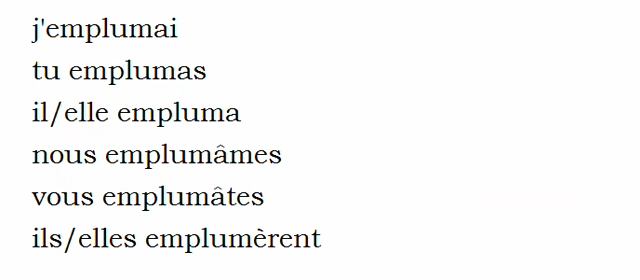 j'emplumai
tu emplumas
il/elle empluma
nous emplumâmes
vous emplumâtes
ils/elles emplumèrent